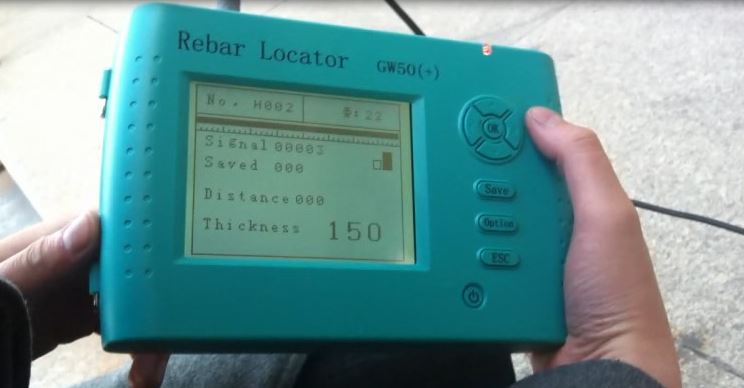 Rebar Locator GW50(+)
No. H002 Φ: 22
Signal 00003
Saved 000
Distance 000
Thickness 150
OK
Save
Option
ESC